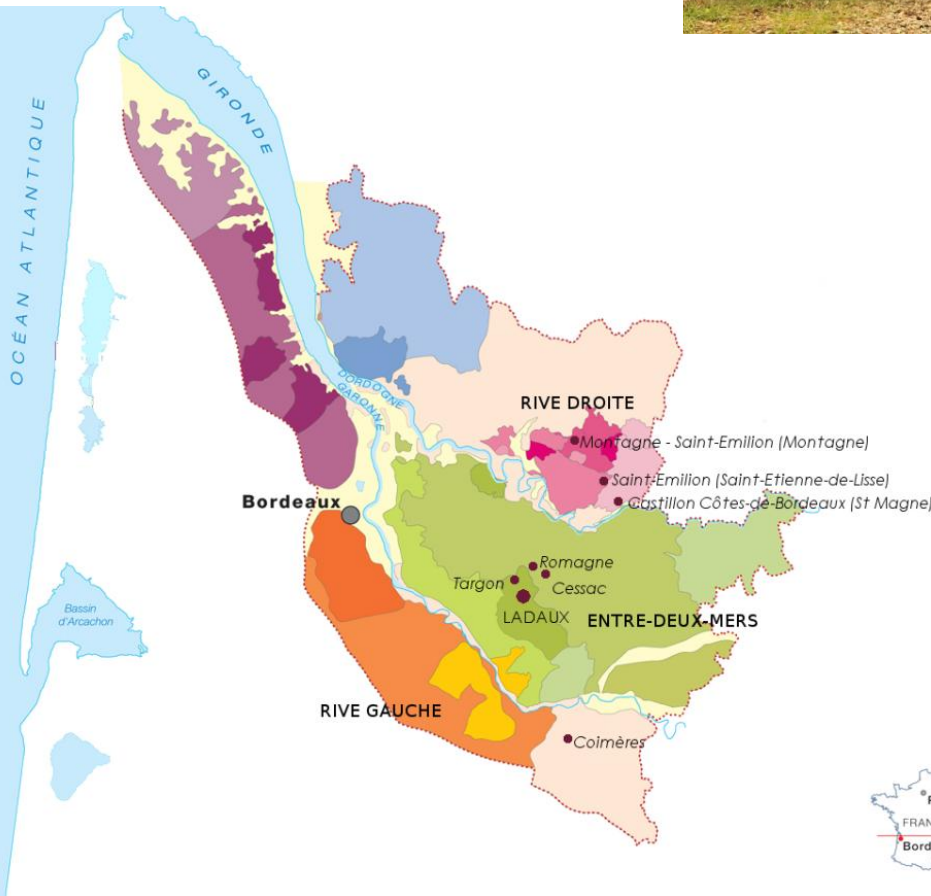 GIRONDE
OCÉAN ATLANTIQUE
DORDOGNE
GARONNE
RIVE DROITE
Montagne - Saint-Emilion (Montagne)
Saint-Emilion (Saint-Etienne-de-Lisse)
Castillon Côtes-de-Bordeaux (St Magne)
Bordeaux
Romagne
Targon
Cessac
LADAUX
ENTRE-DEUX-MERS
Bassin
d'Arcachon
RIVE GAUCHE
Coimères